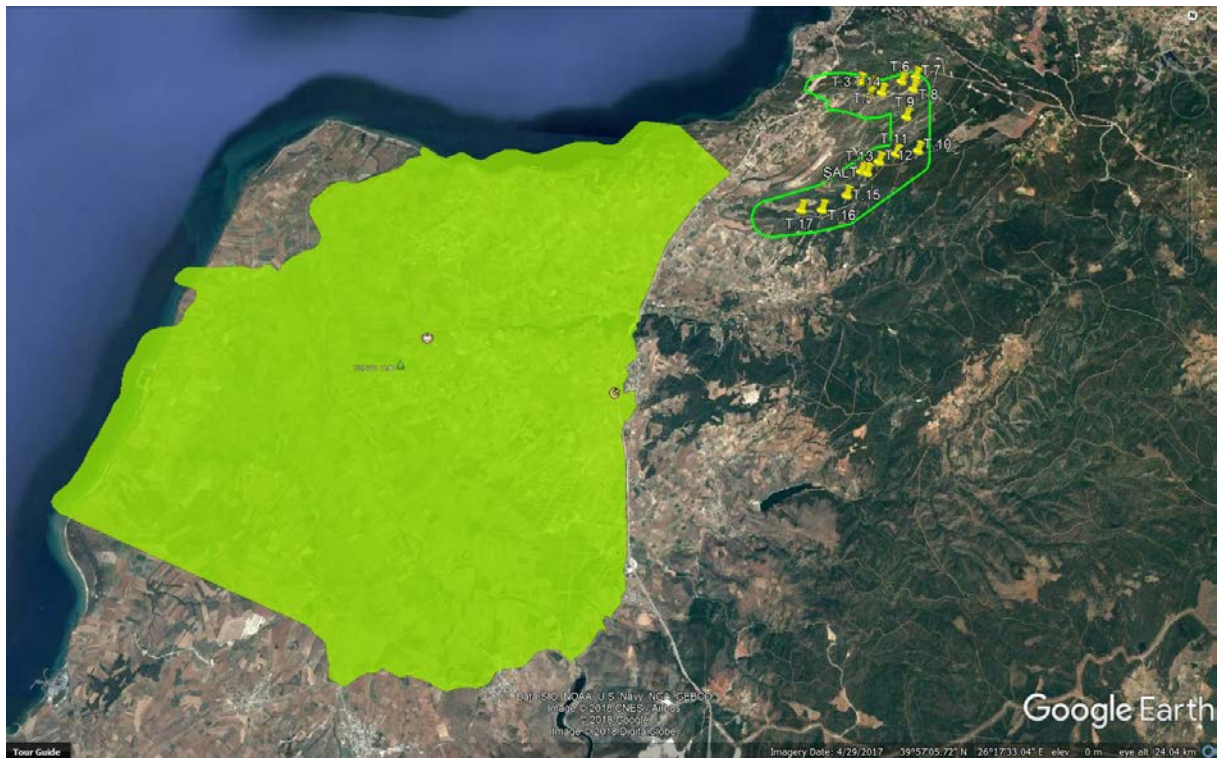 T.6
T.7
T.3
T.14
T.5
T.8
T.9
T.11
T.10
T.13
T.12
ŞALT
T.15
T.16
T.17
Data SIO, NOAA, U.S. Navy, NGA, GEBCO
Image © 2018 CNES / Airbus
© 2018 Google
Image © 2018 DigitalGlobe
Google Earth
Tour Guide
Imagery Date: 4/29/2017 39°57'05.72" N 26°17'33.04" E elev 0 m eye alt 24.04 km